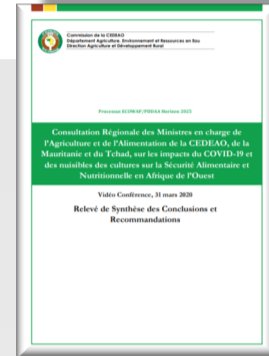 Commission de la CEDEAO
Département Agriculture, Environnement et Ressources en Eau
Direction Agriculture et Développement Rural
Processus ECOWAP/PDDAA Horizon 2025
Consultation Régionale des Ministres en charge de
l'Agriculture et de l'Alimentation de la CEDEAO, de la
Mauritanie et du Tchad, sur les impacts du COVID-19 et
des nuisibles des cultures sur la Sécurité Alimentaire et
Nutritionnelle en Afrique de l'Ouest
Vidéo Conférence, 31 mars 2020
Relevé de Synthèse des Conclusions et
Recommandations